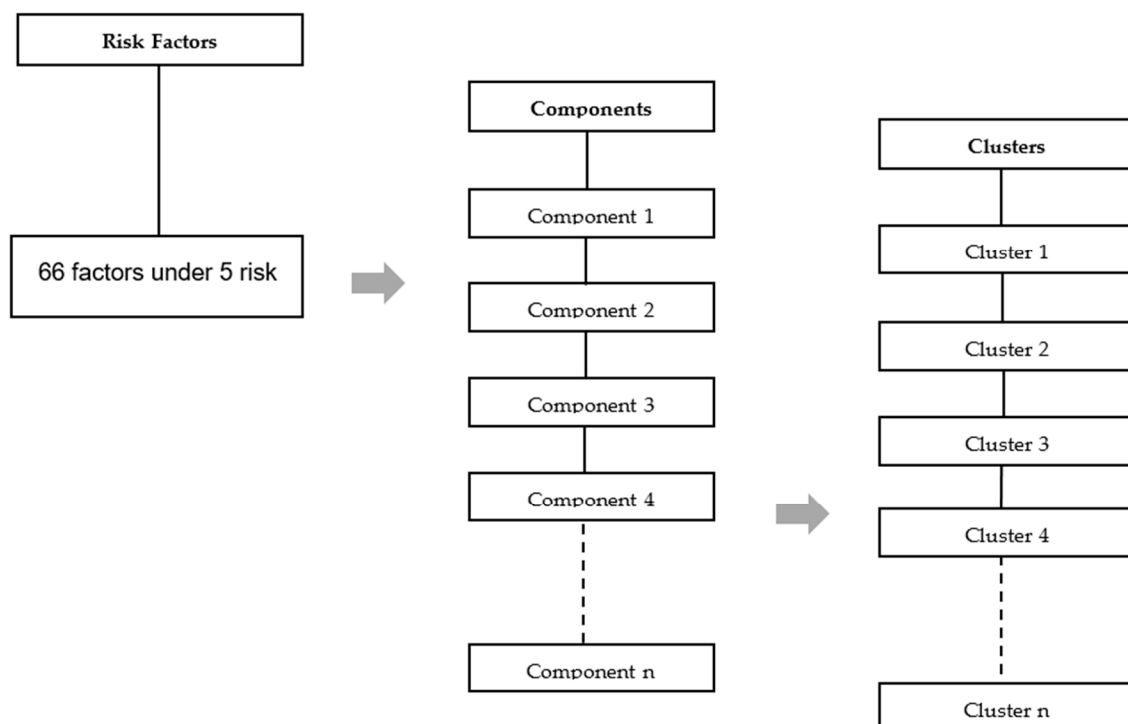 Risk Factors
66 factors under 5 risk
Components
Component 1
Component 2
Component 3
Component 4
Component n
Clusters
Cluster 1
Cluster 2
Cluster 3
Cluster 4
Cluster n